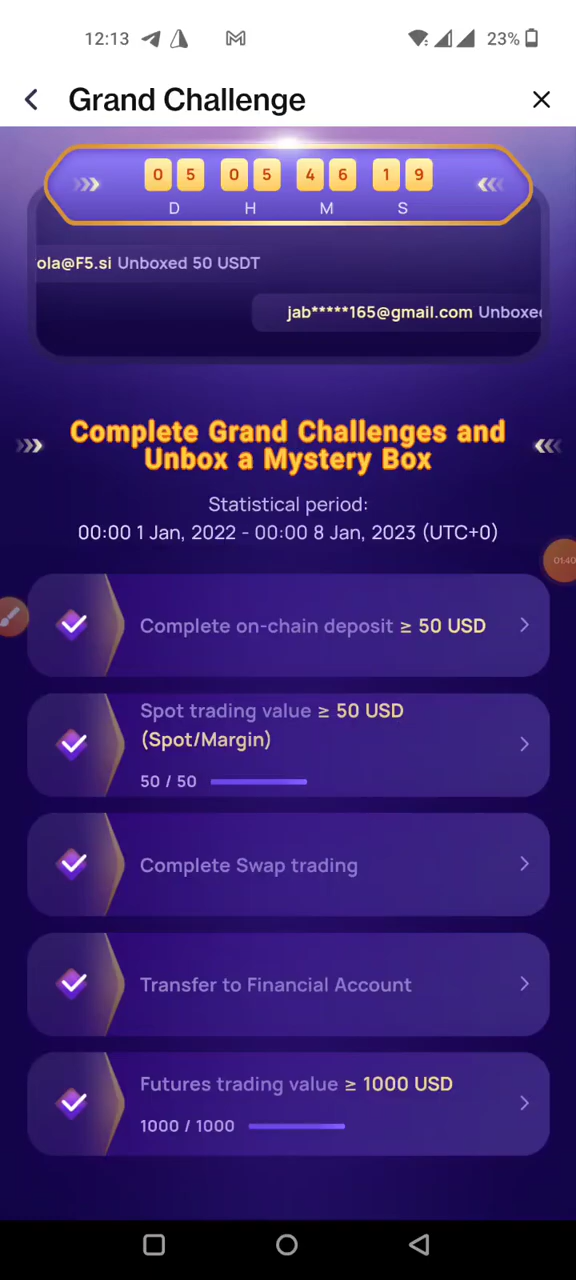 12:13
23%
Grand Challenge
0 5 0 5 4 6 1 9
D H M S
ola@F5.si Unboxed 50 USDT
jab*****165@gmail.com Unboxed
Complete Grand Challenges and
Unbox a Mystery Box
Statistical period:
00:00 1 Jan, 2022 - 00:00 8 Jan, 2023 (UTC+0)
01:40
Complete on-chain deposit ≥ 50 USD
Spot trading value ≥ 50 USD
(Spot/Margin)
50 / 50
Complete Swap trading
Transfer to Financial Account
Futures trading value ≥ 1000 USD
1000 / 1000